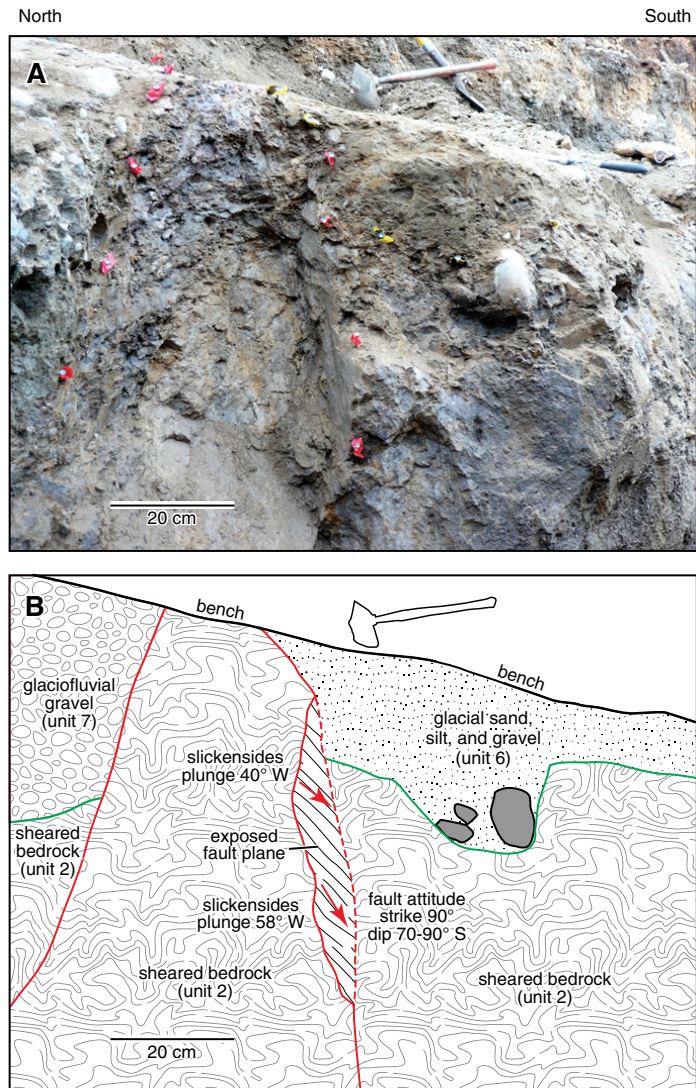 North
South
A
20 cm
B
bench
bench
glaciofluvial
gravel
(unit 7)
glacial sand,
silt, and gravel
(unit 6)
slickensides
plunge 40° W
sheared
bedrock
(unit 2)
exposed
fault plane
slickensides
plunge 58° W
fault attitude
strike 90°
dip 70-90° S
sheared bedrock
(unit 2)
sheared bedrock
(unit 2)
20 cm